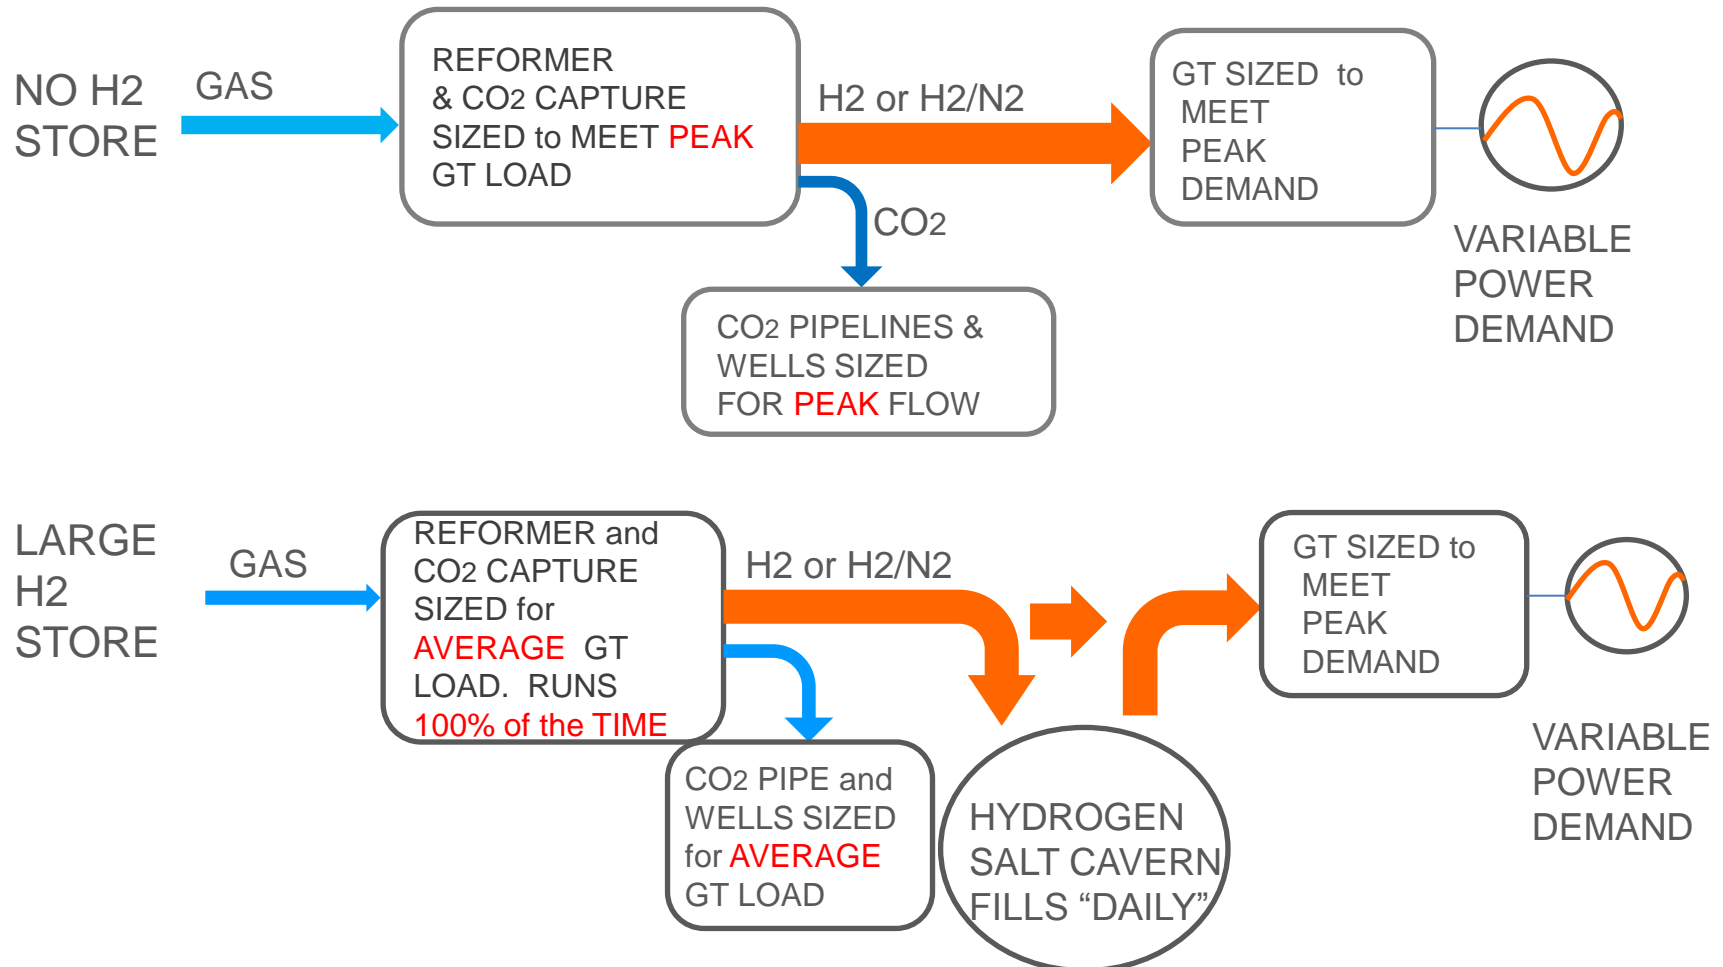 NO H2
STORE
GAS
REFORMER
& CO2 CAPTURE
SIZED to MEET PEAK
GT LOAD
H2 or H2/N2
CO2
CO2 PIPELINES &
WELLS SIZED
FOR PEAK FLOW
GT SIZED to
MEET
PEAK
DEMAND
VARIABLE
POWER
DEMAND
LARGE
H2
STORE
GAS
REFORMER and
CO2 CAPTURE
SIZED for
AVERAGE GT
LOAD. RUNS
100% of the TIME
H2 or H2/N2
CO2 PIPE and
WELLS SIZED
for AVERAGE
GT LOAD
HYDROGEN
SALT CAVERN
FILLS “DAILY”
GT SIZED to
MEET
PEAK
DEMAND
VARIABLE
POWER
DEMAND